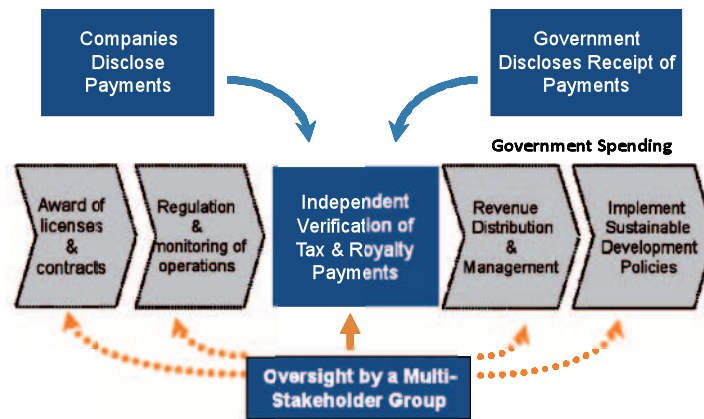 Companies
Disclose
Payments
Government
Discloses Receipt of
Payments
Government Spending
Award of
licenses
&
contracts
Regulation
&
monitoring of
operations
Independent
Verification of
Tax & Royalty
Payments
Revenue
Distribution
&
Management
Implement
Sustainable
Development
Policies
Oversight by a Multi-
Stakeholder Group